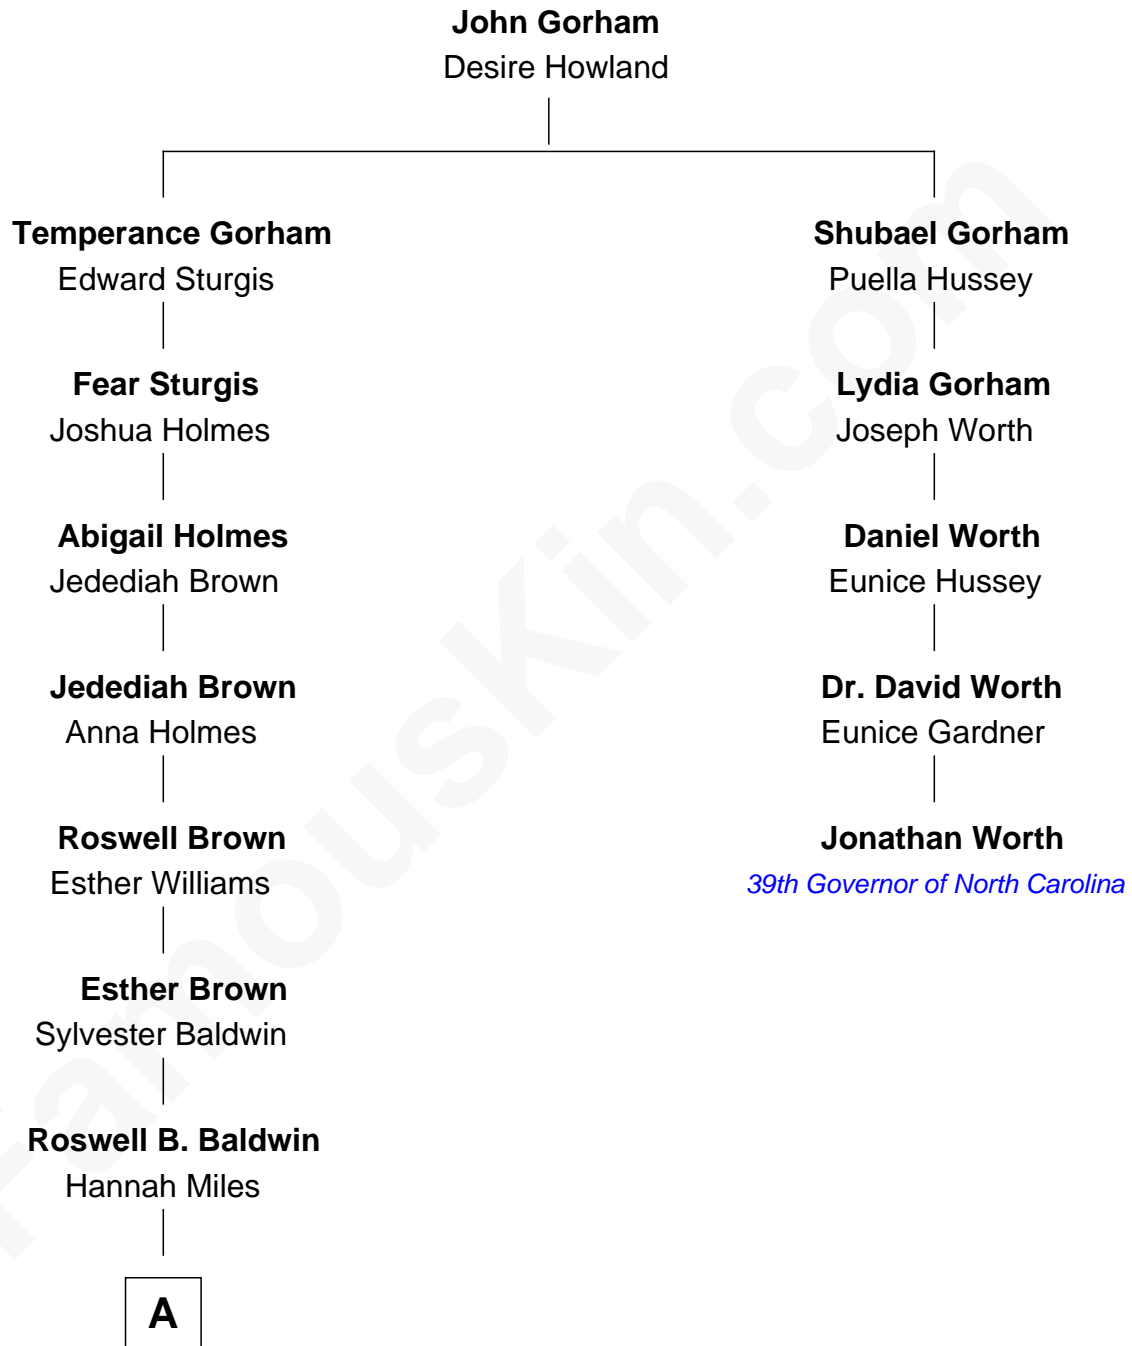 John Gorham
Desire Howland
Temperance Gorham
Edward Sturgis
Shubael Gorham
Puella Hussey
Fear Sturgis
Joshua Holmes
Lydia Gorham
Joseph Worth
Abigail Holmes
Jedediah Brown
Daniel Worth
Eunice Hussey
Jedediah Brown
Anna Holmes
Dr. David Worth
Eunice Gardner
Roswell Brown
Esther Williams
Jonathan Worth
39th Governor of North Carolina
Esther Brown
Sylvester Baldwin
Roswell B. Baldwin
Hannah Miles
A
FamousKin.com